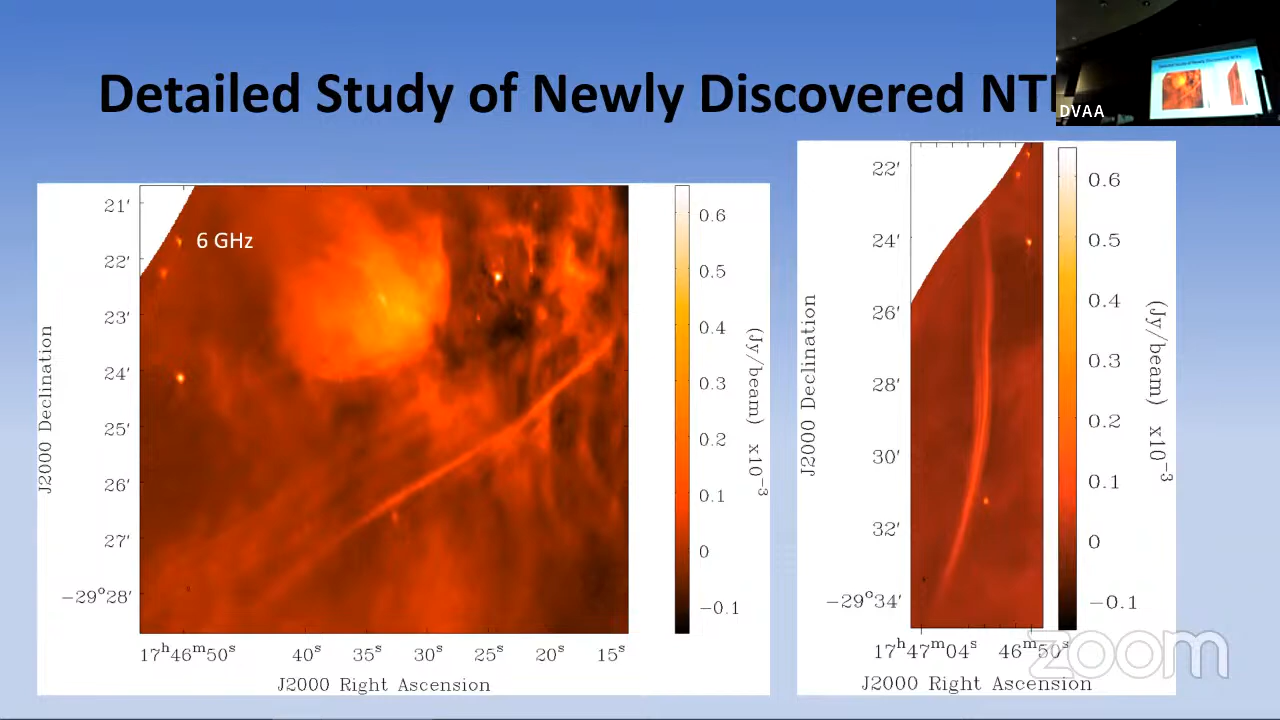 Detailed Study of Newly Discovered NT
DVAA
6 GHz
21′
22′
23′
24′
25′
26′
27′
−29°28′
J2000 Declination
17ʰ46ᵐ50ˢ
40ˢ
35ˢ
30ˢ
25ˢ
20ˢ
15ˢ
J2000 Right Ascension
0.6
0.5
0.4
0.3
0.2
0.1
0
−0.1
(Jy/beam) x10⁻³
22′
24′
26′
28′
30′
32′
−29°34′
J2000 Declination
17ʰ47ᵐ04ˢ
46ᵐ50ˢ
J2000 Right Ascension
0.6
0.5
0.4
0.3
0.2
0.1
0
−0.1
(Jy/beam) x10⁻³
zoom